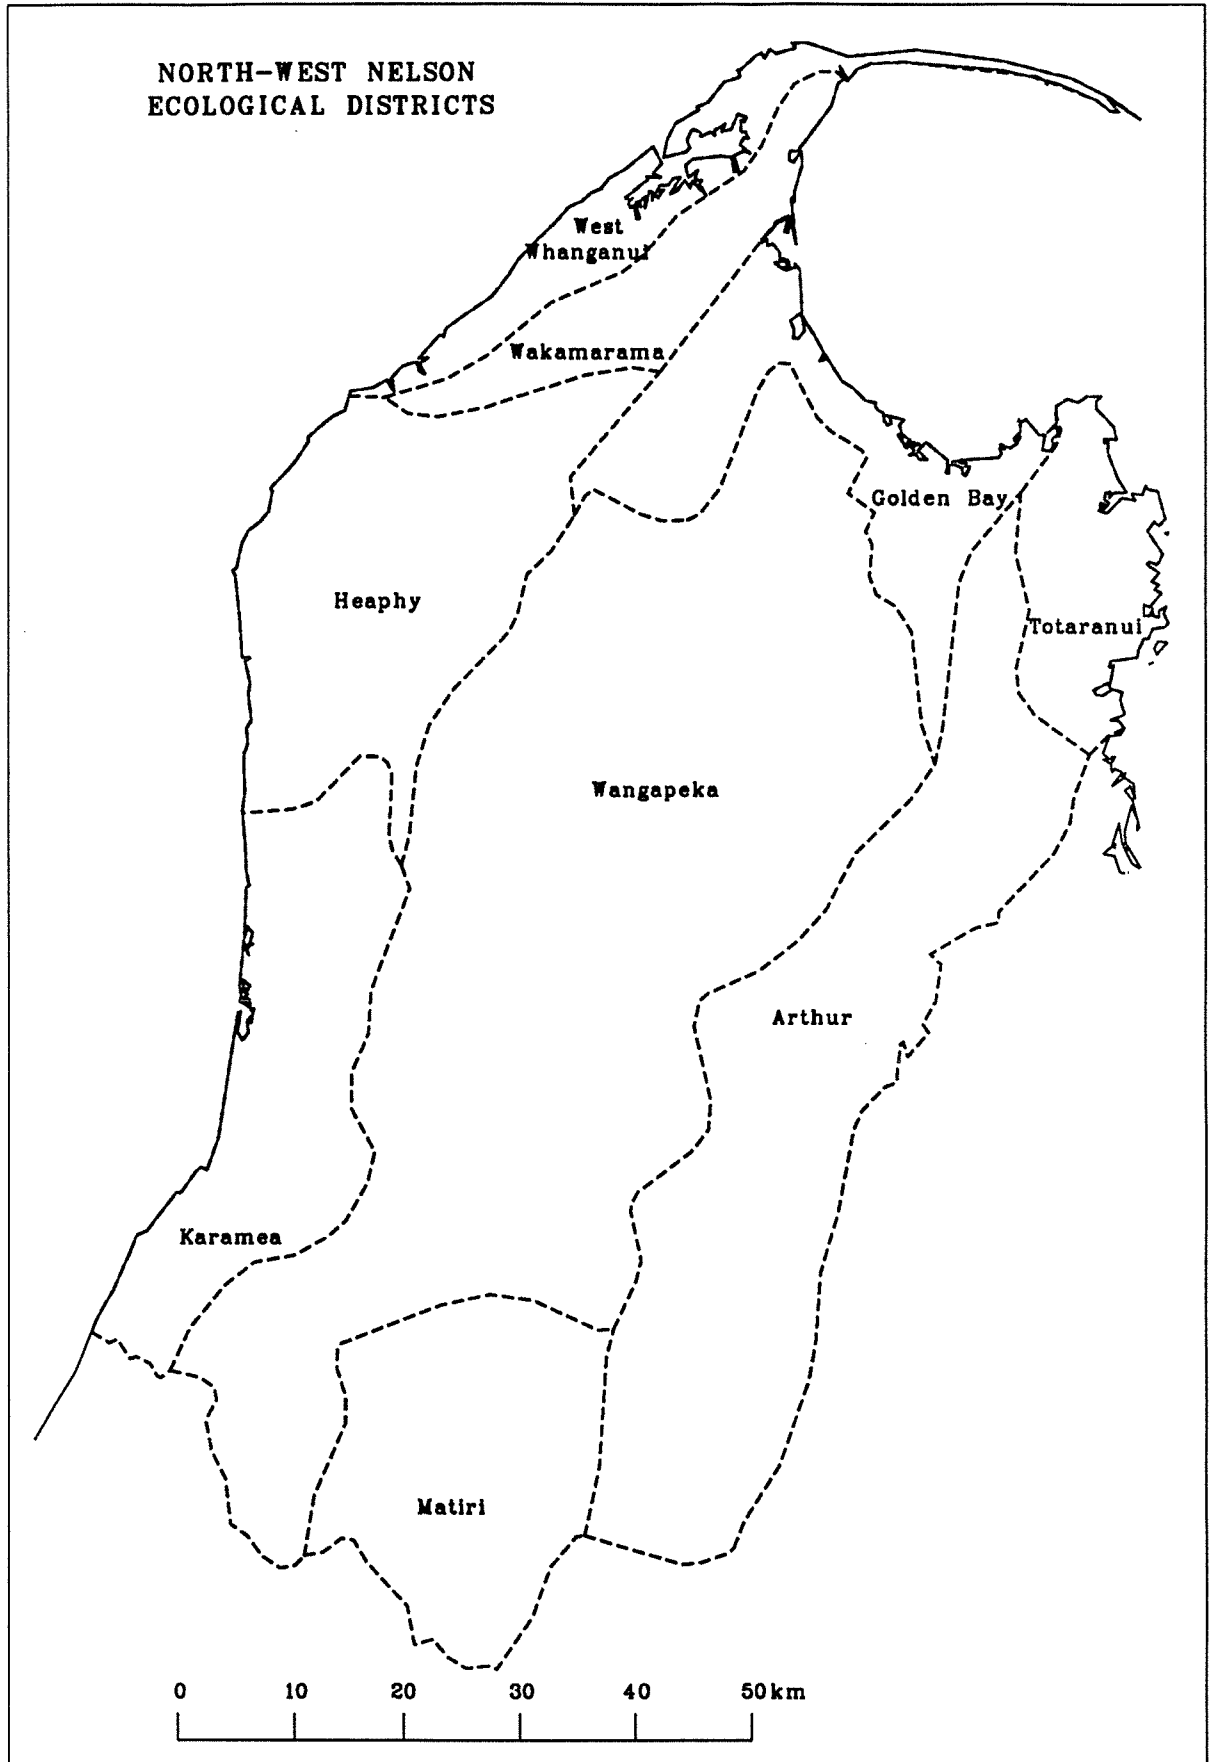 NORTH-WEST NELSON
ECOLOGICAL DISTRICTS
West
Whanganui
Wakamarama
Golden Bay
Heaphy
Totaranui
Wangapeka
Arthur
Karamea
Matiri
0 10 20 30 40 50km